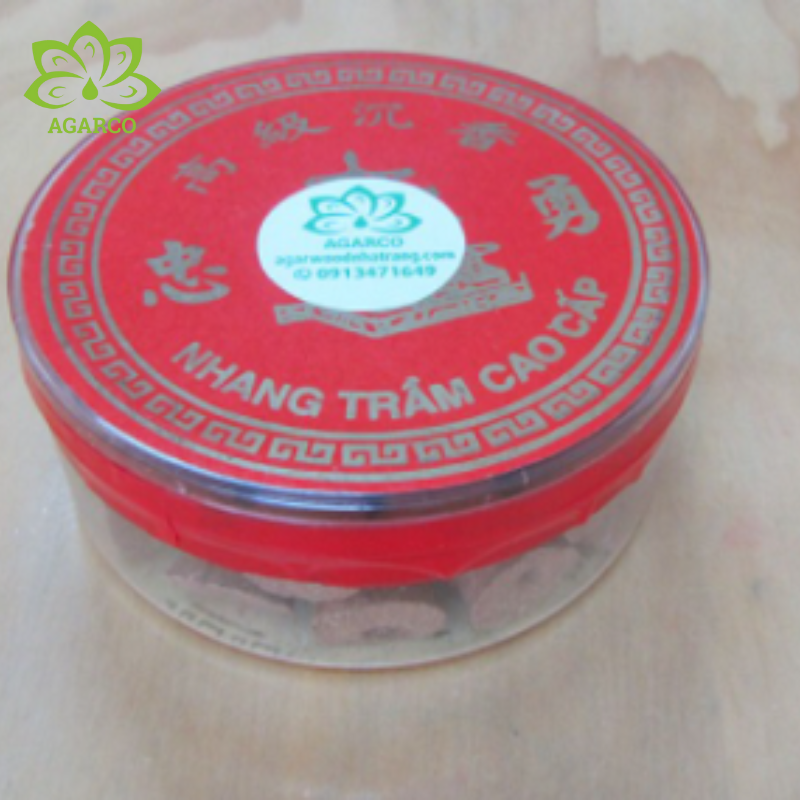 AGARCO
高級沉香
忠
勇
AGARCO
agarwoodnhatrang.com
0913471649
NHANG TRẦM CAO CẤP